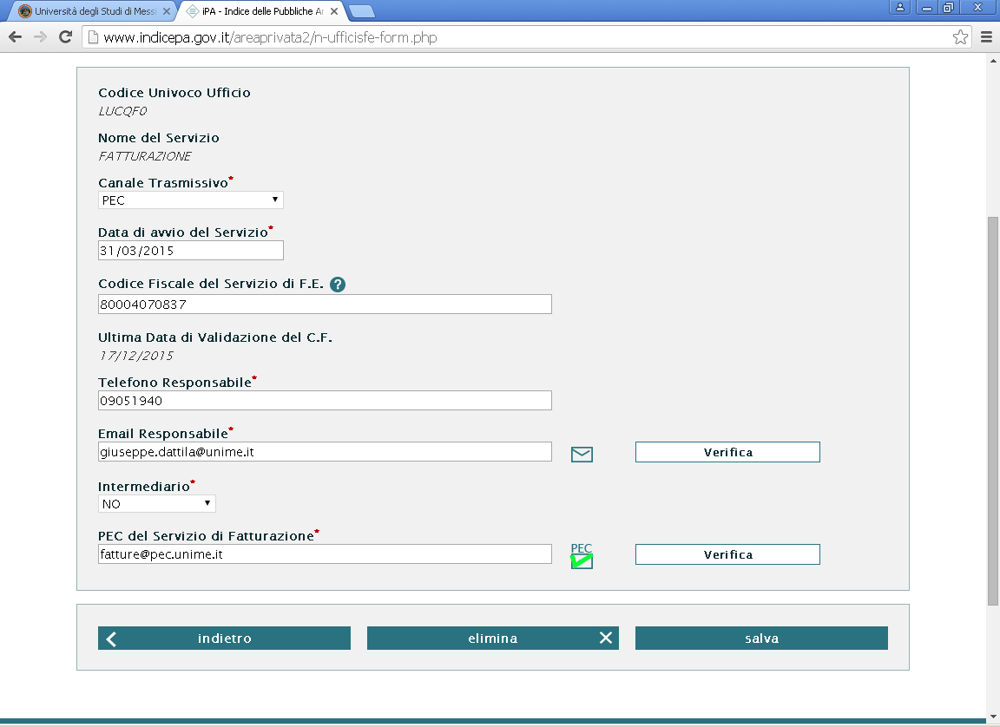 Università degli Studi di Mess
iPA - Indice delle Pubbliche A
www.indicepa.gov.it/areaprivata2/n-ufficisfe-form.php
Codice Univoco Ufficio
LUCQF0
Nome del Servizio
FATTURAZIONE
Canale Trasmissivo*
PEC
Data di avvio del Servizio*
31/03/2015
Codice Fiscale del Servizio di F.E. ?
80004070837
Ultima Data di Validazione del C.F.
17/12/2015
Telefono Responsabile*
09051940
Email Responsabile*
giuseppe.dattila@unime.it
Verifica
Intermediario*
NO
PEC del Servizio di Fatturazione*
fatture@pec.unime.it
PEC
Verifica
indietro
elimina
salva